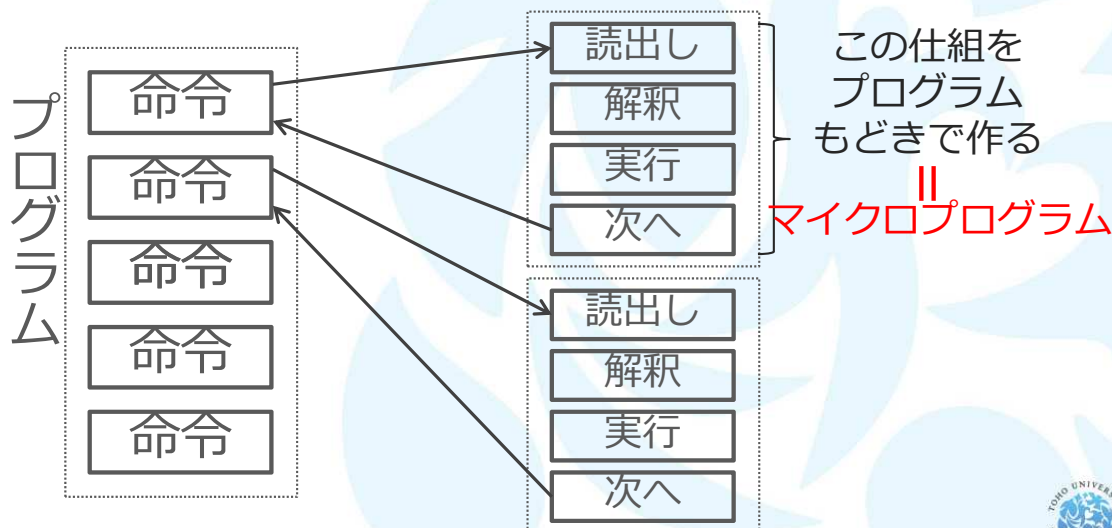 プログラム
命令
命令
命令
命令
命令
読出し
解釈
実行
次へ
読出し
解釈
実行
次へ
この仕組を
プログラム
もどきで作る
=
マイクロプログラム
TOHO UNIVERS